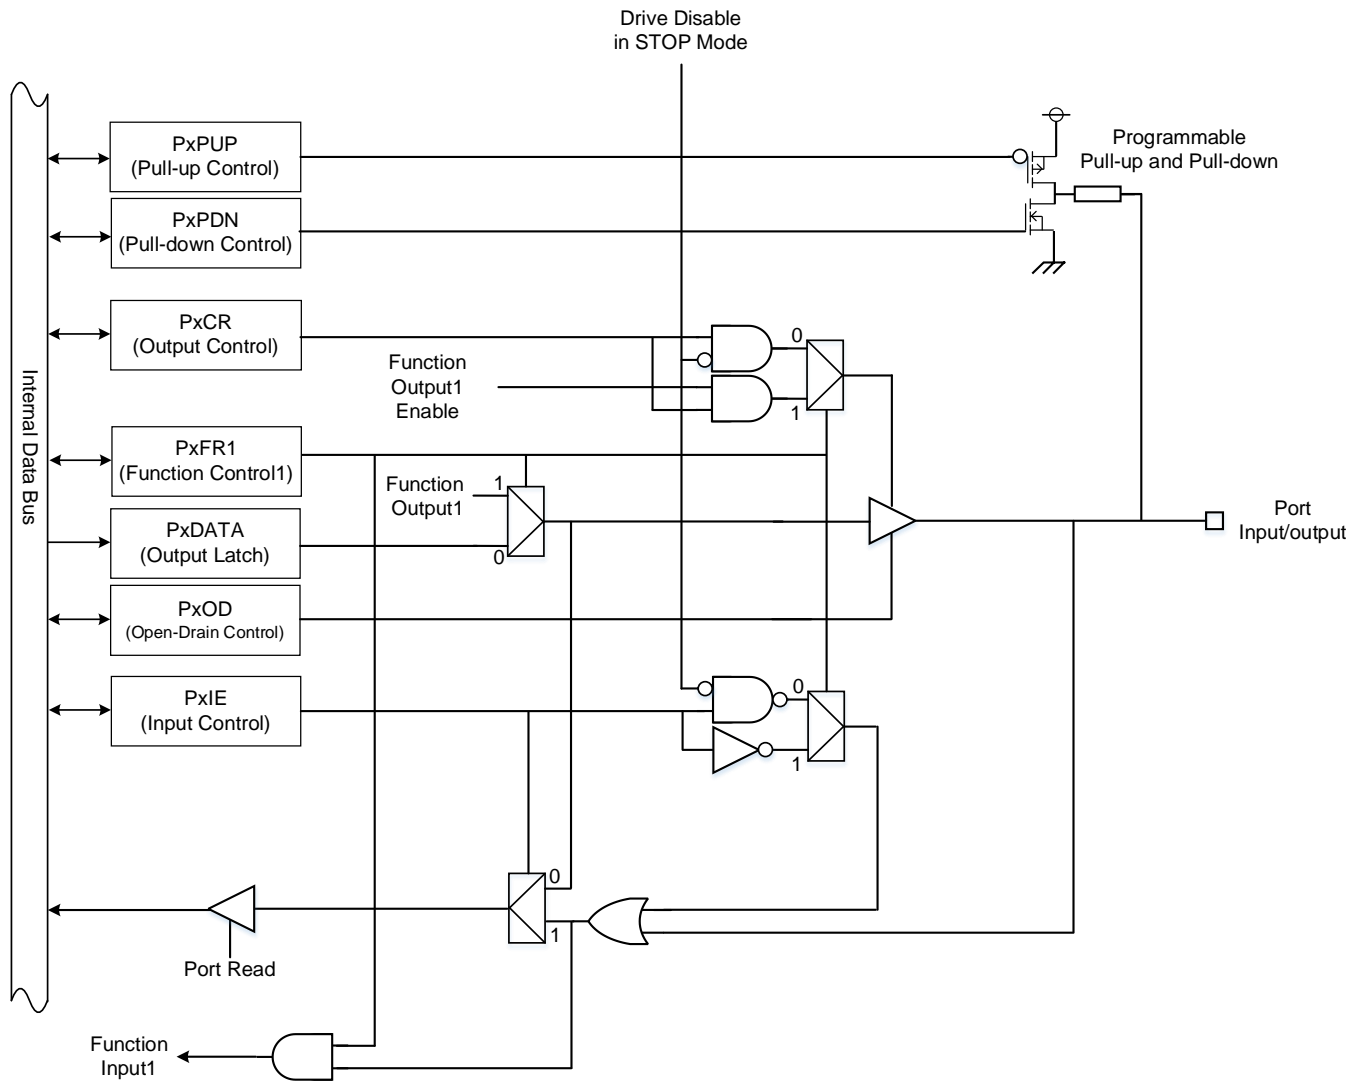 Drive Disable
in STOP Mode
PxPUP
(Pull-up Control)
Programmable
Pull-up and Pull-down
PxPDN
(Pull-down Control)
PxCR
(Output Control)
0
Function
Output1
Enable
1
Internal Data Bus
PxFR1
(Function Control1)
Function
Output1
1
0
PxDATA
(Output Latch)
Port
Input/output
PxOD
(Open-Drain Control)
PxIE
(Input Control)
0
1
0
1
Port Read
Function
Input1